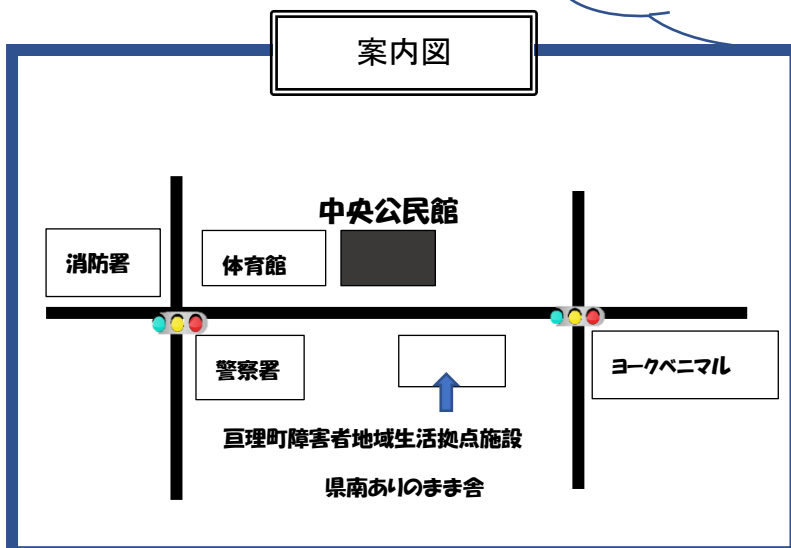 案内図
中央公民館
消防署
体育館
警察署
ヨークベニマル
亘理町障害者地域生活拠点施設
県南ありのまま舎